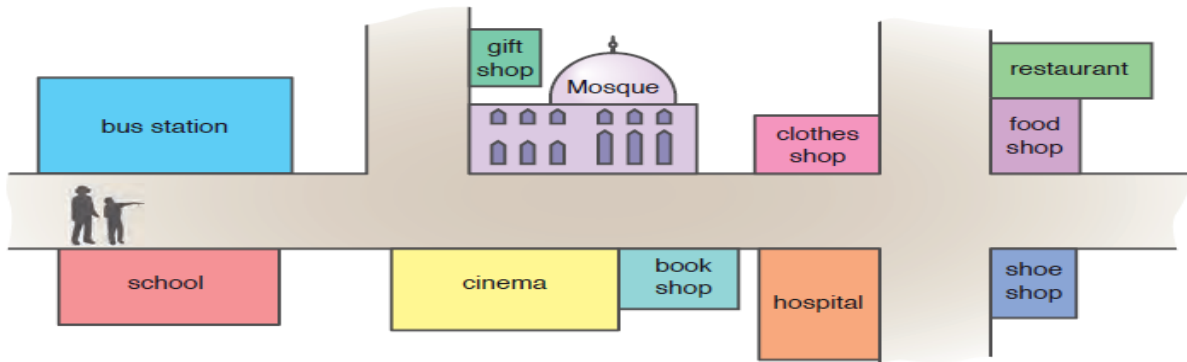 gift
shop
Mosque
restaurant
bus station
clothes
shop
food
shop
school
cinema
book
shop
hospital
shoe
shop